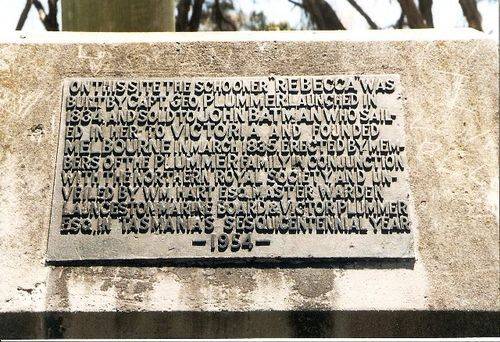 ON THIS SITE THE SCHOONER "REBECCA" WAS
BUILT BY CAPT. GEO. PLUMMER LAUNCHED IN
1834 AND SOLD TO JOHN BATMAN WHO SAIL-
ED IN HER TO VICTORIA AND FOUNDED
MELBOURNE IN MARCH 1835 ERECTED BY MEM-
BERS OF THE PLUMMER FAMILY IN CONJUNCTION
WITH THE NORTHERN ROYAL SOCIETY AND UN-
VEILED BY WM. HART ESQ. MASTER WARDEN
LAUNCESTON MARINE BOARD & VICTOR PLUMMER
ESQ. IN TASMANIA'S SESQUICENTENNIAL YEAR
— 1954 —